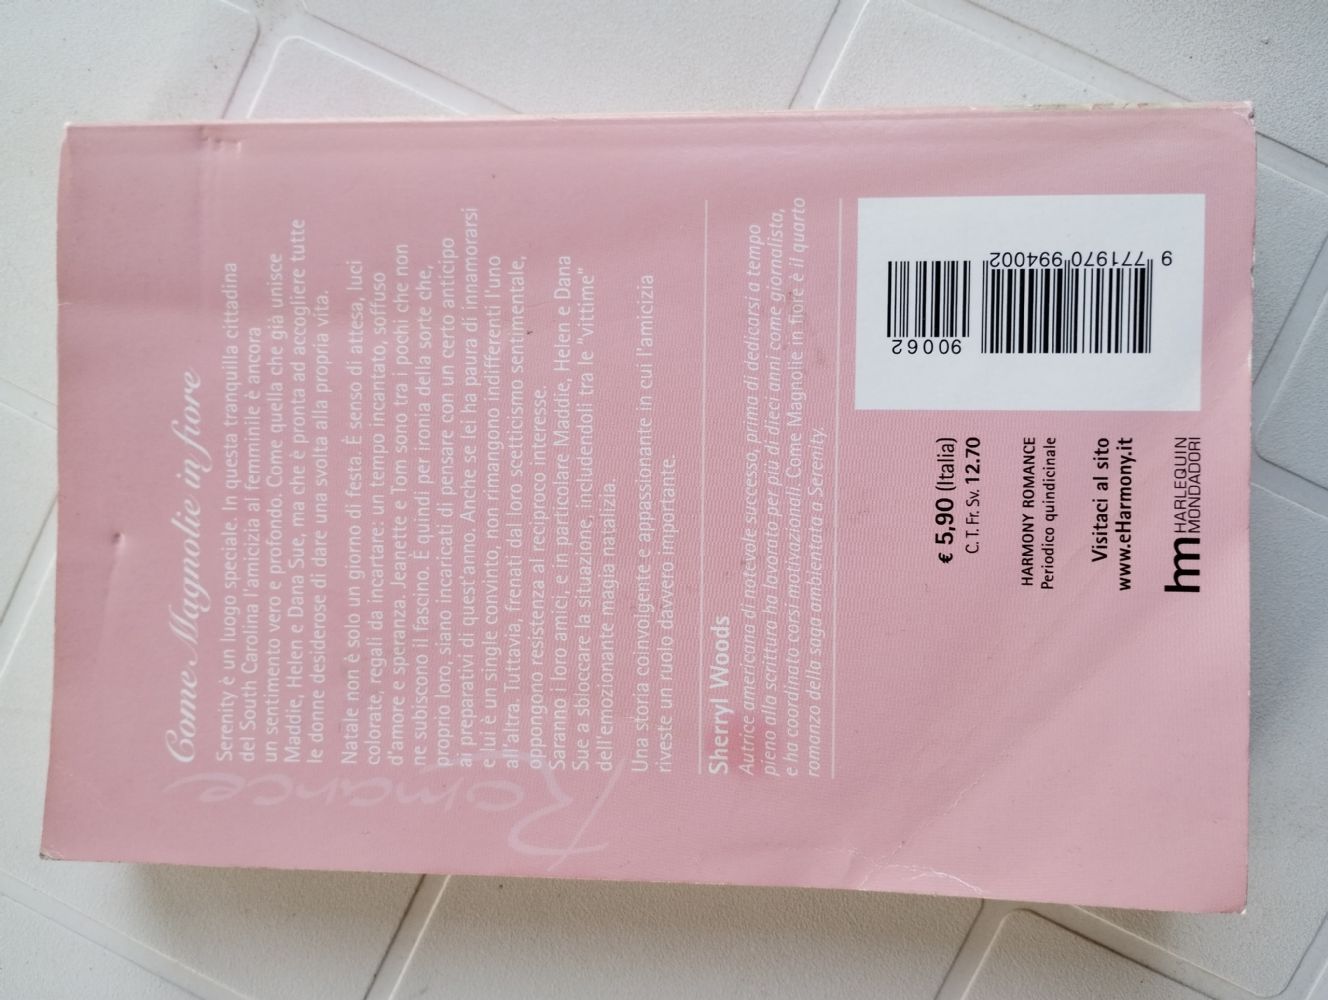 Romance
Come Magnolie in fiore
Serenity è un luogo speciale. In questa tranquilla cittadina
del South Carolina l'amicizia al femminile è ancora
un sentimento vero e profondo. Come quella che già unisce
Maddie, Helen e Dana Sue, ma che è pronta ad accogliere tutte
le donne desiderose di dare una svolta alla propria vita.
Natale non è solo un giorno di festa. È senso di attesa, luci
colorate, regali da incartare: un tempo incantato, soffuso
d'amore e speranza. Jeanette e Tom sono tra i pochi che non
ne subiscono il fascino. È quindi per ironia della sorte che,
proprio loro, siano incaricati di pensare con un certo anticipo
ai preparativi di quest'anno. Anche se lei ha paura di innamorarsi
e lui è un single convinto, non rimangono indifferenti l'uno
all'altra. Tuttavia, frenati dal loro scetticismo sentimentale,
oppongono resistenza al reciproco interesse.
Saranno i loro amici, e in particolare Maddie, Helen e Dana
Sue a sbloccare la situazione, includendoli tra le "vittime"
dell'emozionante magia natalizia.
Una storia coinvolgente e appassionante in cui l'amicizia
riveste un ruolo davvero importante.
Sherryl Woods
Autrice americana di notevole successo, prima di dedicarsi a tempo
pieno alla scrittura ha lavorato per più di dieci anni come giornalista,
e ha coordinato corsi motivazionali. Come Magnolie in fiore è il quarto
romanzo della saga ambientata a Serenity.
€ 5,90 (Italia)
C. T. Fr. Sv. 12.70
HARMONY ROMANCE
Periodico quindicinale
Visitaci al sito
www.eHarmony.it
hm HARLEQUIN
MONDADORI
90062
9 771970 994002